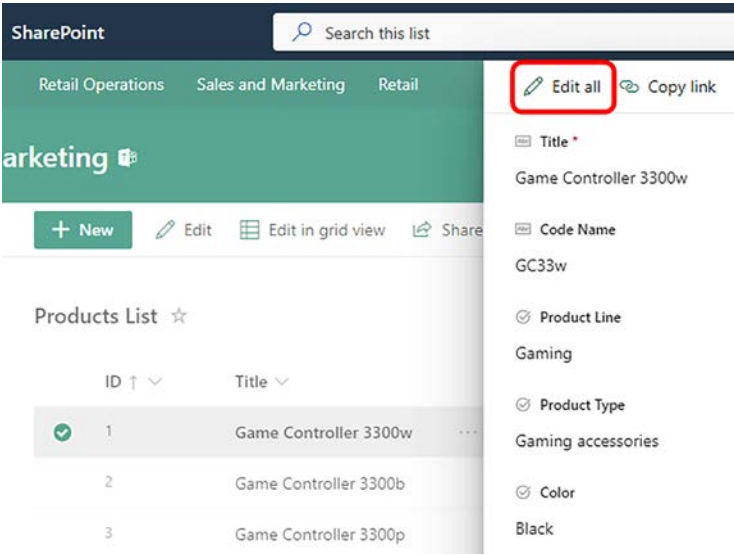 SharePoint
Search this list
Retail Operations Sales and Marketing Retail
arketing
+ New Edit Edit in grid view Share
Products List
ID Title
1 Game Controller 3300w ...
2 Game Controller 3300b
3 Game Controller 3300p
Edit all Copy link
Abc Title *
Game Controller 3300w
Abc Code Name
GC33w
Product Line
Gaming
Product Type
Gaming accessories
Color
Black